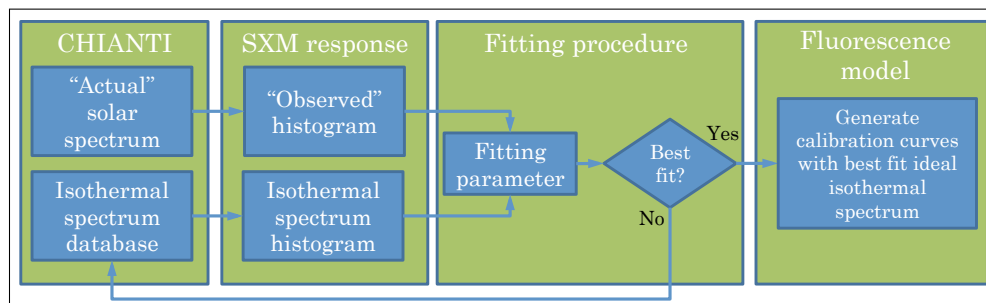 CHIANTI
"Actual"
solar
spectrum
Isothermal
spectrum
database
SXM response
"Observed"
histogram
Isothermal
spectrum
histogram
Fitting procedure
Fitting
parameter
Best
fit?
Yes
No
Fluorescence
model
Generate
calibration curves
with best fit ideal
isothermal
spectrum